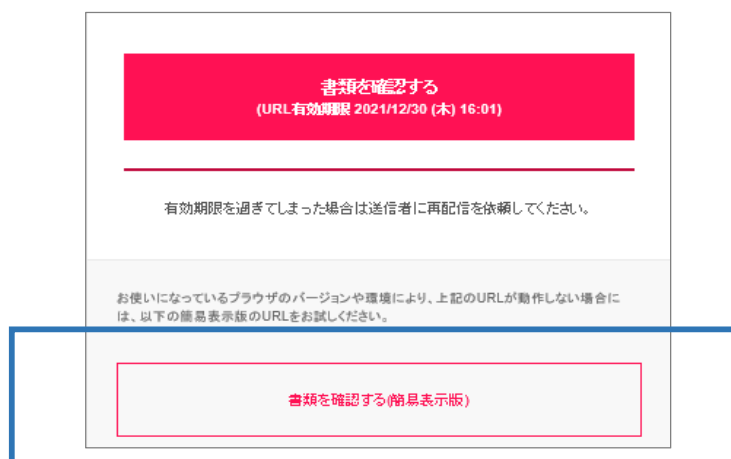 書類を確認する
(URL有効期限 2021/12/30 (木) 16:01)
有効期限を過ぎてしまった場合は送信者に再配信を依頼してください。
お使いになっているブラウザのバージョンや環境により、上記のURLが動作しない場合に
は、以下の簡易表示版のURLをお試しください。
書類を確認する(簡易表示版)